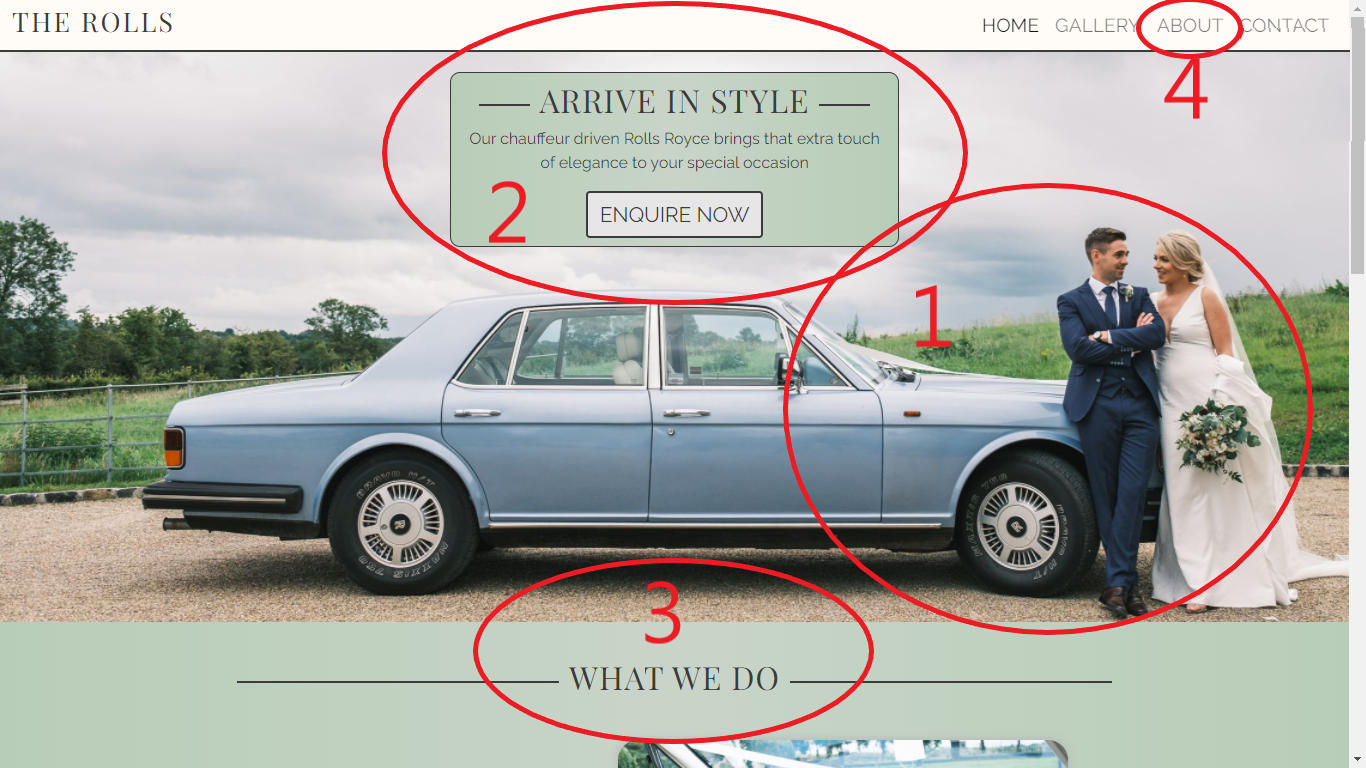 THE ROLLS
HOME GALLERY ABOUT CONTACT
4
ARRIVE IN STYLE
Our chauffeur driven Rolls Royce brings that extra touch
of elegance to your special occasion
2
ENQUIRE NOW
1
3
WHAT WE DO